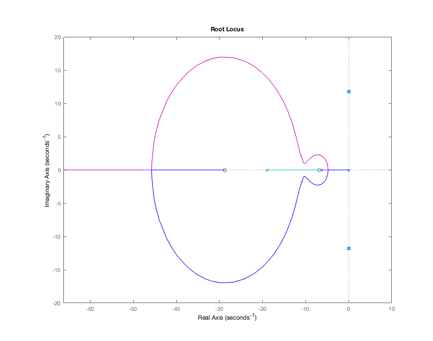 Root Locus
20
15
10
5
0
-5
-10
-15
-20
-60 -50 -40 -30 -20 -10 0 10
Real Axis (seconds⁻¹)
Imaginary Axis (seconds⁻¹)